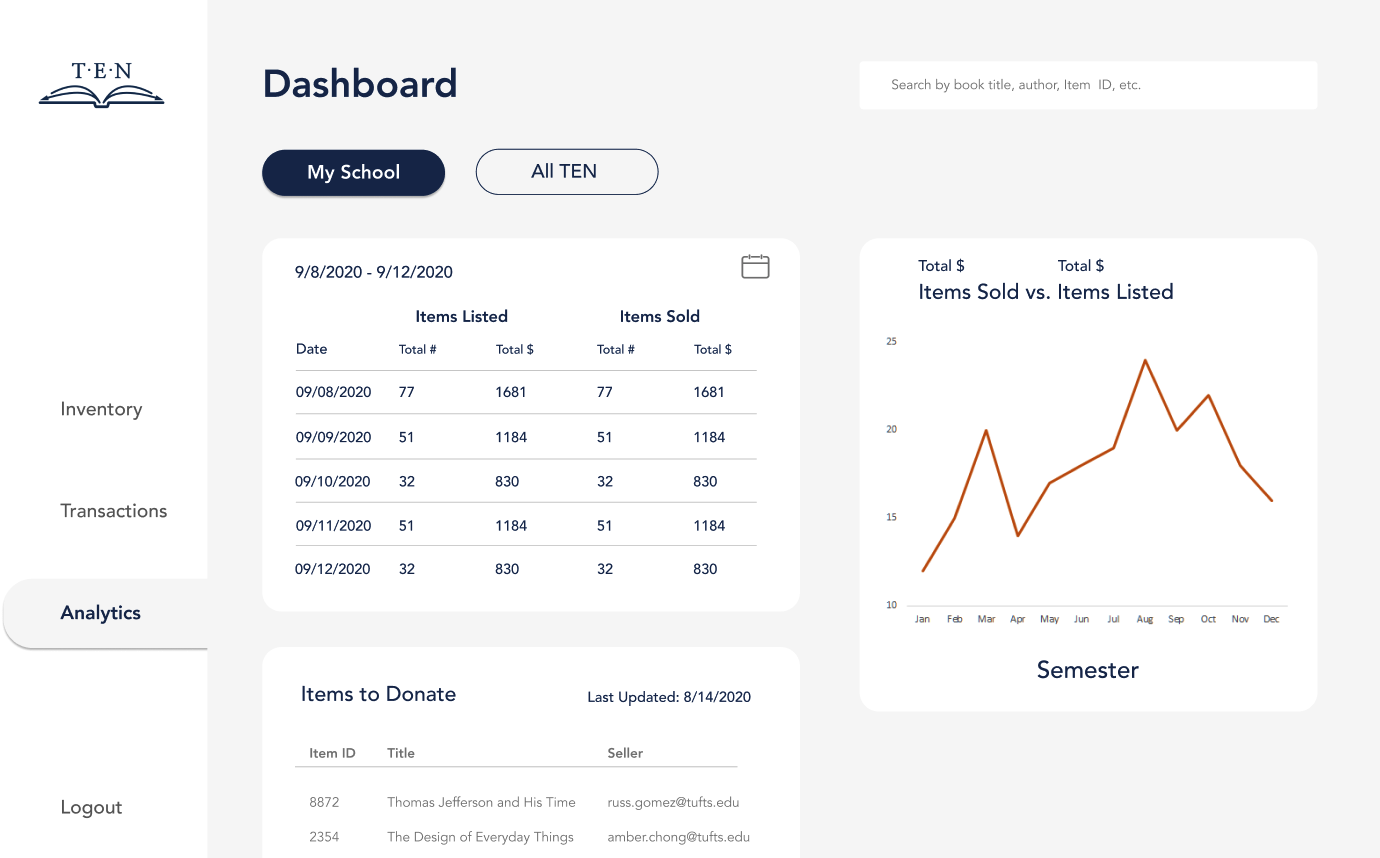 T·E·N
Inventory
Transactions
Analytics
Logout
Dashboard
Search by book title, author, Item  ID, etc.
My School
All TEN
9/8/2020 - 9/12/2020
Items Listed Items Sold
Date Total # Total $ Total # Total $
09/08/2020 77 1681 77 1681
09/09/2020 51 1184 51 1184
09/10/2020 32 830 32 830
09/11/2020 51 1184 51 1184
09/12/2020 32 830 32 830
Items to Donate Last Updated: 8/14/2020
Item ID Title Seller
8872 Thomas Jefferson and His Time russ.gomez@tufts.edu
2354 The Design of Everyday Things amber.chong@tufts.edu
Total $ Total $
Items Sold vs. Items Listed
25
20
15
10
Jan Feb Mar Apr May Jun Jul Aug Sep Oct Nov Dec
Semester